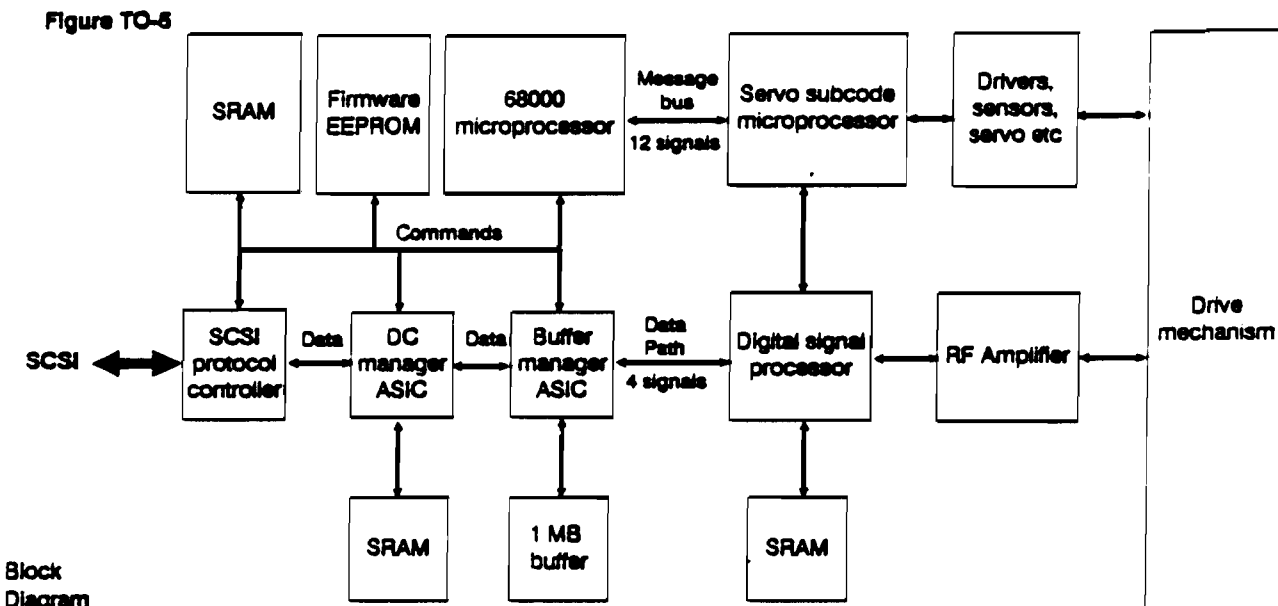 Figure TO-5
SRAM
Firmware
EEPROM
68000
microprocessor
Message
bus
12 signals
Servo subcode
microprocessor
Drivers,
sensors,
servo etc
Commands
SCSI
SCSI
protocol
controller
Data
DC
manager
ASIC
Data
Buffer
manager
ASIC
Data
Path
4 signals
Digital signal
processor
RF Amplifier
Drive
mechanism
SRAM
1 MB
buffer
SRAM
Block
Diagram